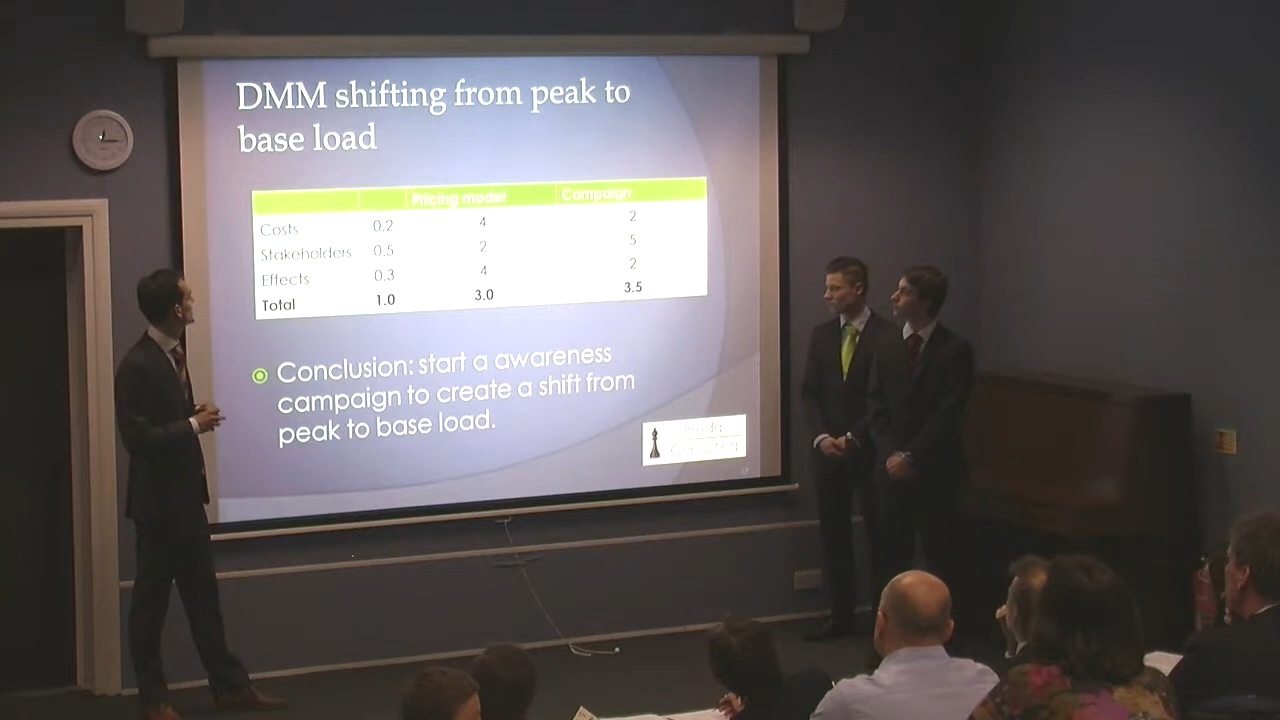 DMM shifting from peak to
base load
Pricing model Campaign
Costs 0.2 4 2
Stakeholders 0.5 2 5
Effects 0.3 4 2
Total 1.0 3.0 3.5
Conclusion: start a awareness
campaign to create a shift from
peak to base load.